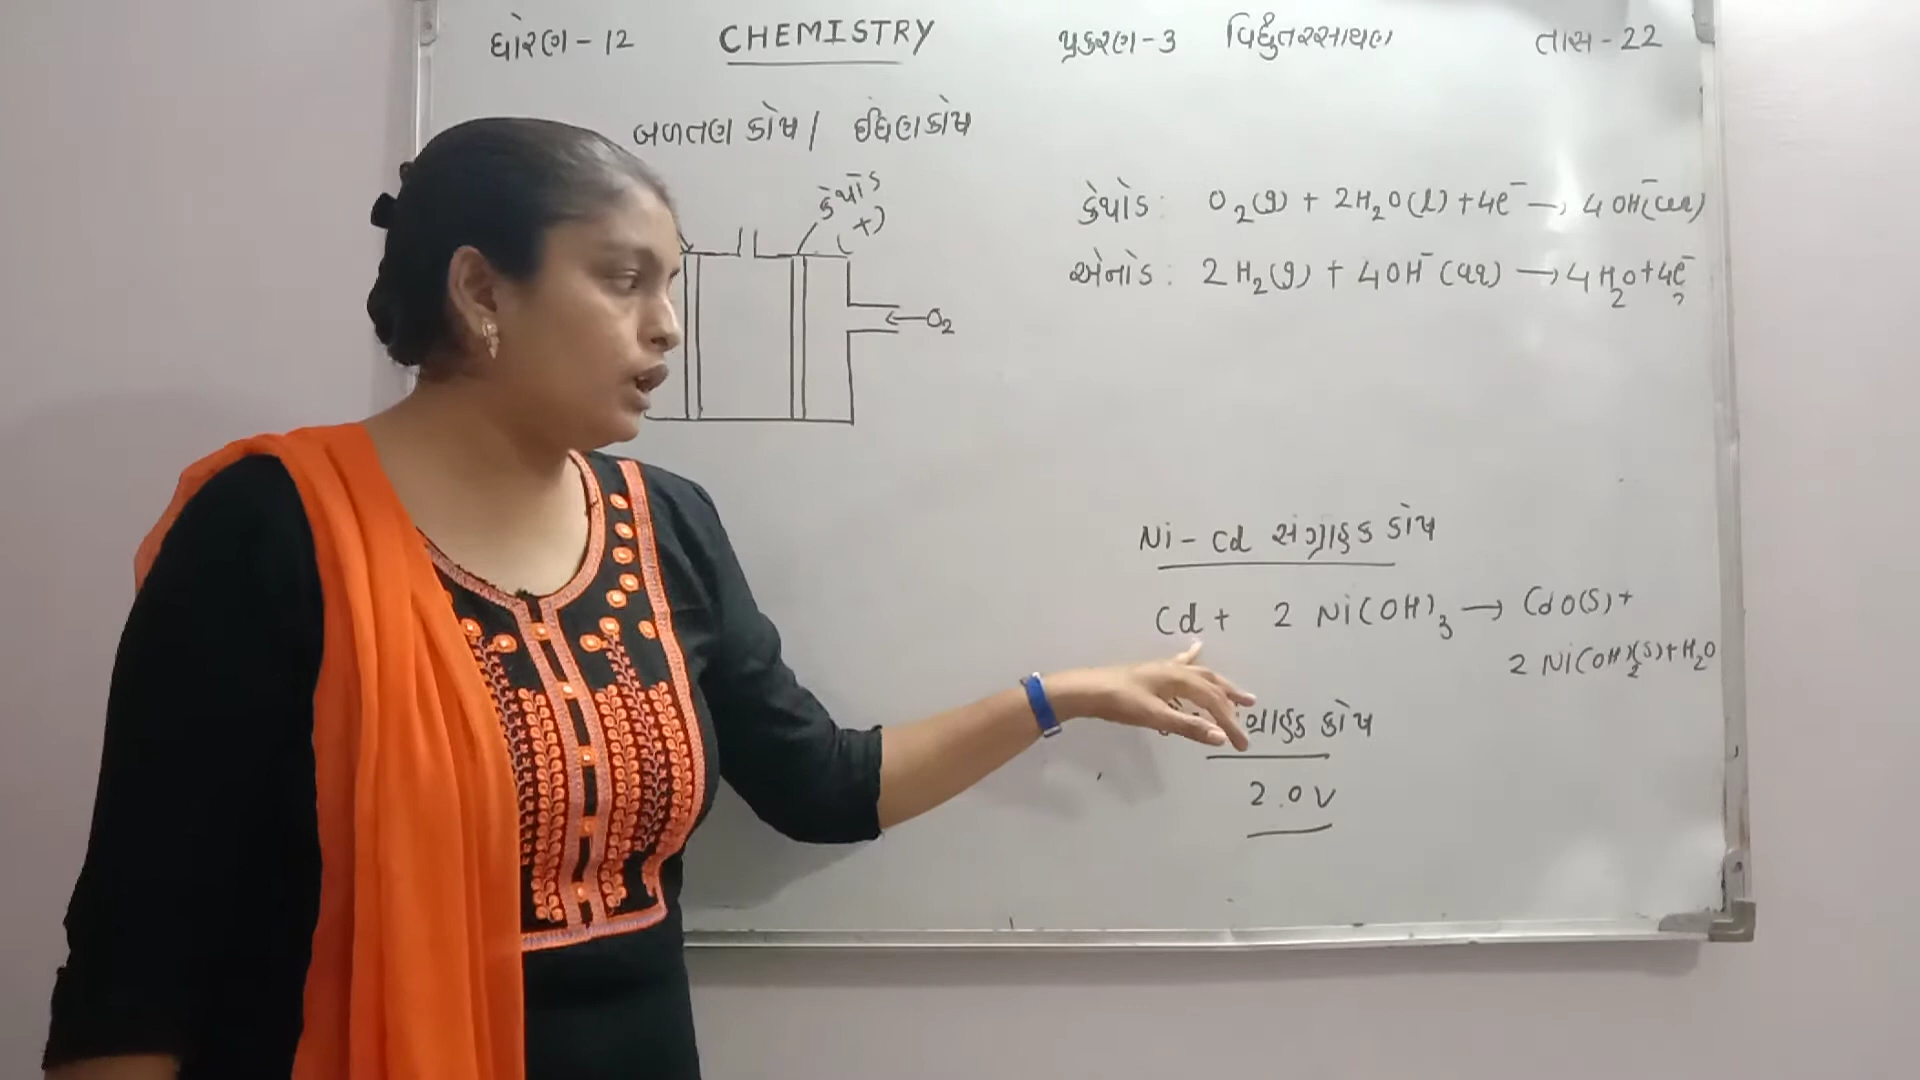 ધોરણ - 12 CHEMISTRY પ્રકરણ - 3 વિદ્યુતરસાયણ તાસ - 22
બળતણ કોષ / ઈંધણકોષ
કેથોડ
(+)
← O₂
કેથોડ : O₂(g) + 2H₂O(l) + 4e⁻ → 4OH⁻(aq)
એનોડ : 2H₂(g) + 4OH⁻(aq) → 4H₂O + 4e⁻
Ni - Cd સંગ્રાહક કોષ
Cd + 2 Ni(OH)₃ → CdO(s) +
2 Ni(OH)₂(s) + H₂O
કોષ
2.0 V